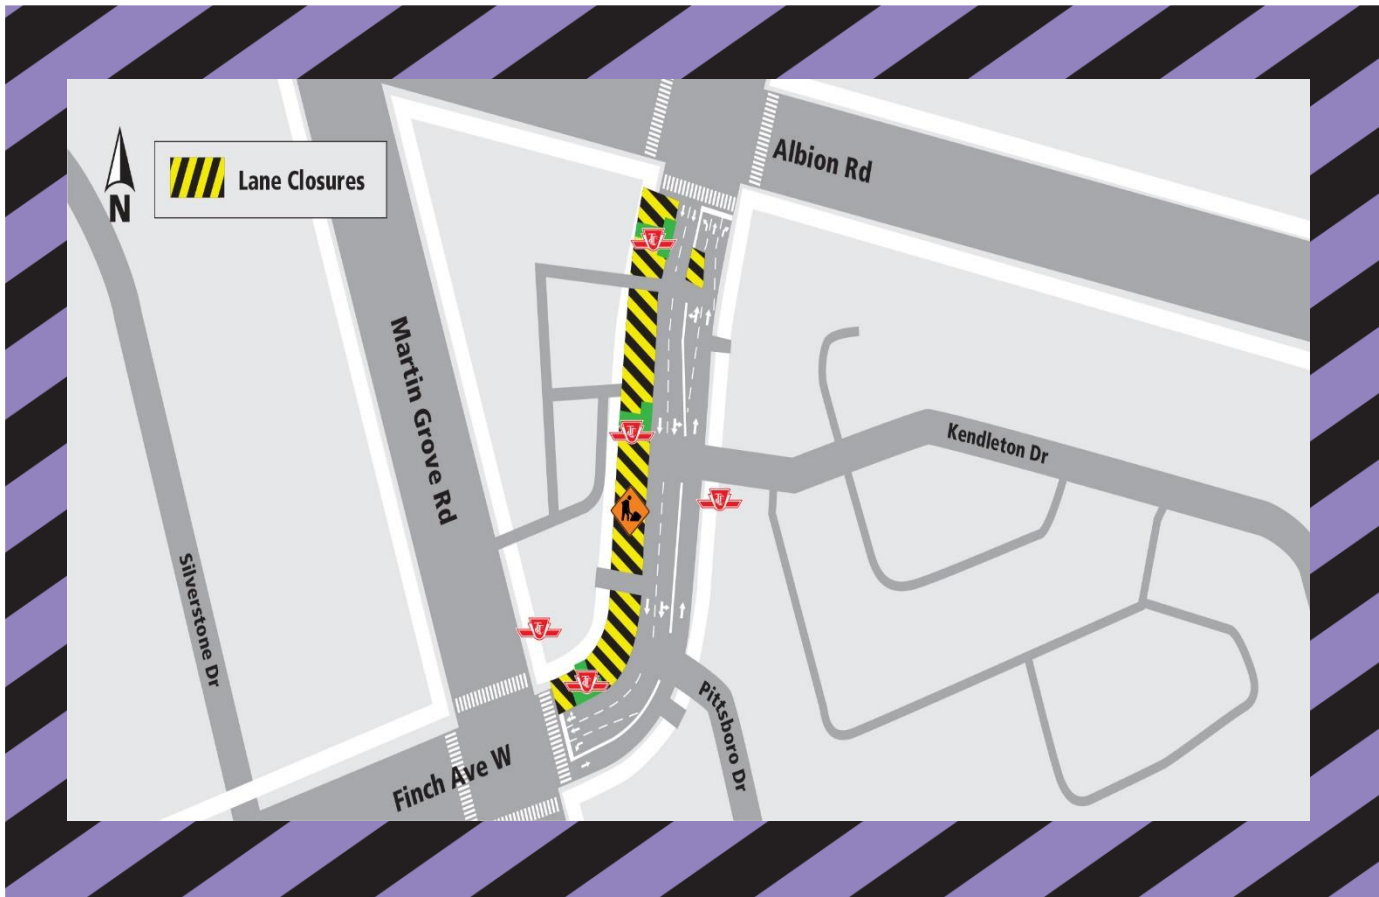 Albion Rd
Lane Closures
N
Martin Grove Rd
Kendleton Dr
Silverstone Dr
Pittsboro Dr
Finch Ave W